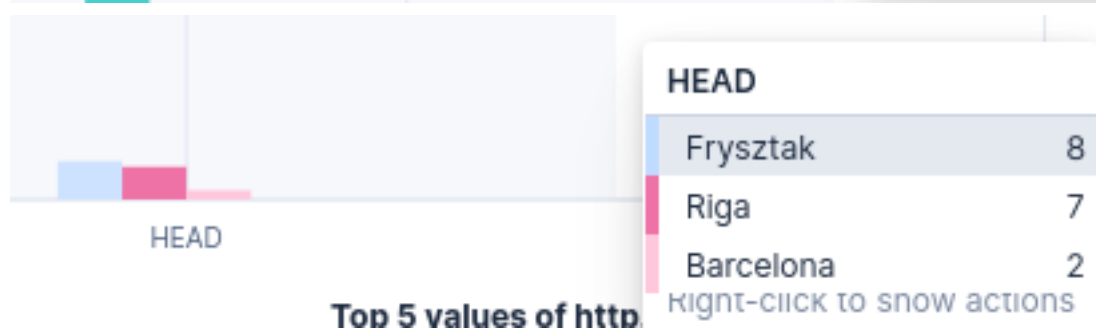 HEAD
Frysztak 8
Riga 7
Barcelona 2
Right-click to show actions
HEAD
Top 5 values of http.